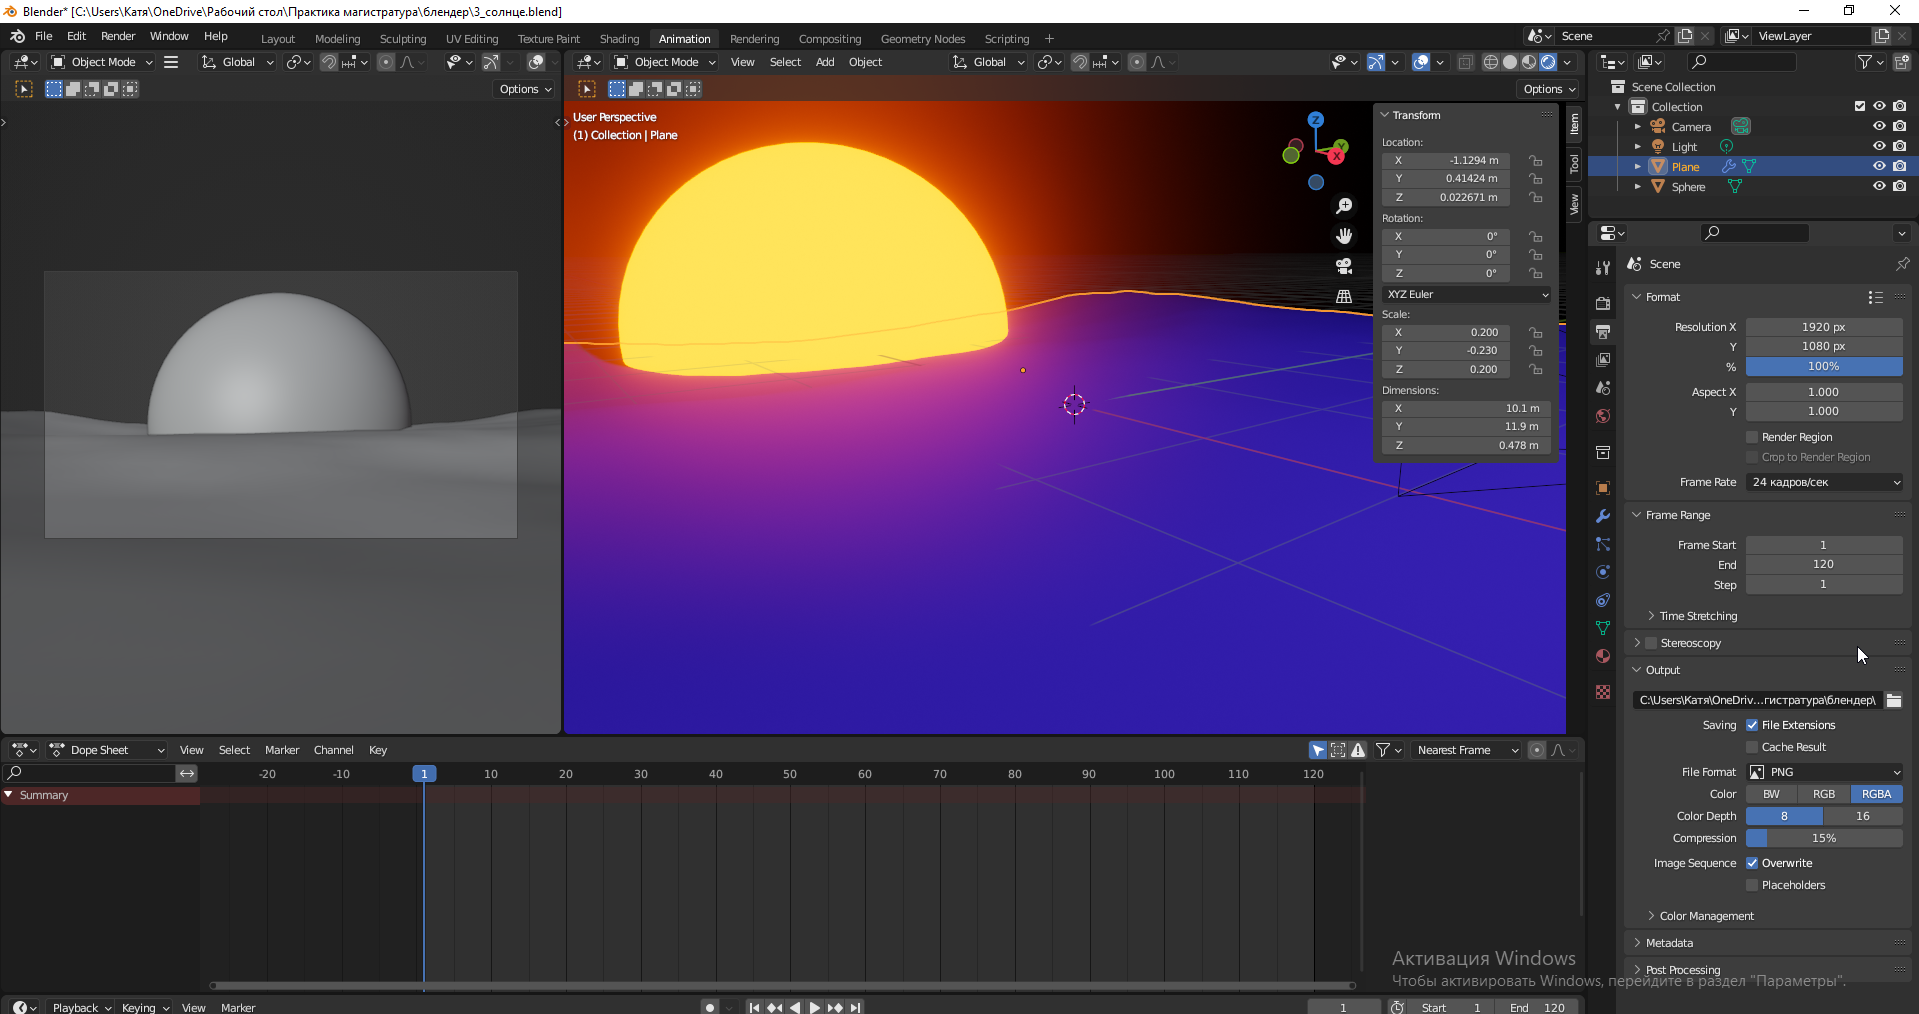 Blender* [C:\Users\Катя\OneDrive\Рабочий стол\Практика магистратура\блендер\3_солнце.blend]
File Edit Render Window Help Layout Modeling Sculpting UV Editing Texture Paint Shading Animation Rendering Compositing Geometry Nodes Scripting + Scene ViewLayer
Object Mode Global Object Mode View Select Add Object Global
Options Options
User Perspective
(1) Collection | Plane
Z
Y
X
Transform
Location:
X -1.1294 m
Y 0.41424 m
Z 0.022671 m
Rotation:
X 0°
Y 0°
Z 0°
XYZ Euler
Scale:
X 0.200
Y -0.230
Z 0.200
Dimensions:
X 10.1 m
Y 11.9 m
Z 0.478 m
Item
Tool
View
Scene Collection
Collection
Camera
Light
Plane
Sphere
Scene
Format
Resolution X 1920 px
Y 1080 px
% 100%
Aspect X 1.000
Y 1.000
Render Region
Crop to Render Region
Frame Rate 24 кадров/сек
Frame Range
Frame Start 1
End 120
Step 1
Time Stretching
Stereoscopy
Output
C:\Users\Катя\OneDriv...гистратура\блендер\
Saving File Extensions
Cache Result
File Format PNG
Color BW RGB RGBA
Color Depth 8 16
Compression 15%
Image Sequence Overwrite
Placeholders
Color Management
Metadata
Post Processing
Dope Sheet View Select Marker Channel Key Nearest Frame
-20 -10 1 10 20 30 40 50 60 70 80 90 100 110 120
Summary
Активация Windows
Чтобы активировать Windows, перейдите в раздел "Параметры".
Playback Keying View Marker 1 Start 1 End 120